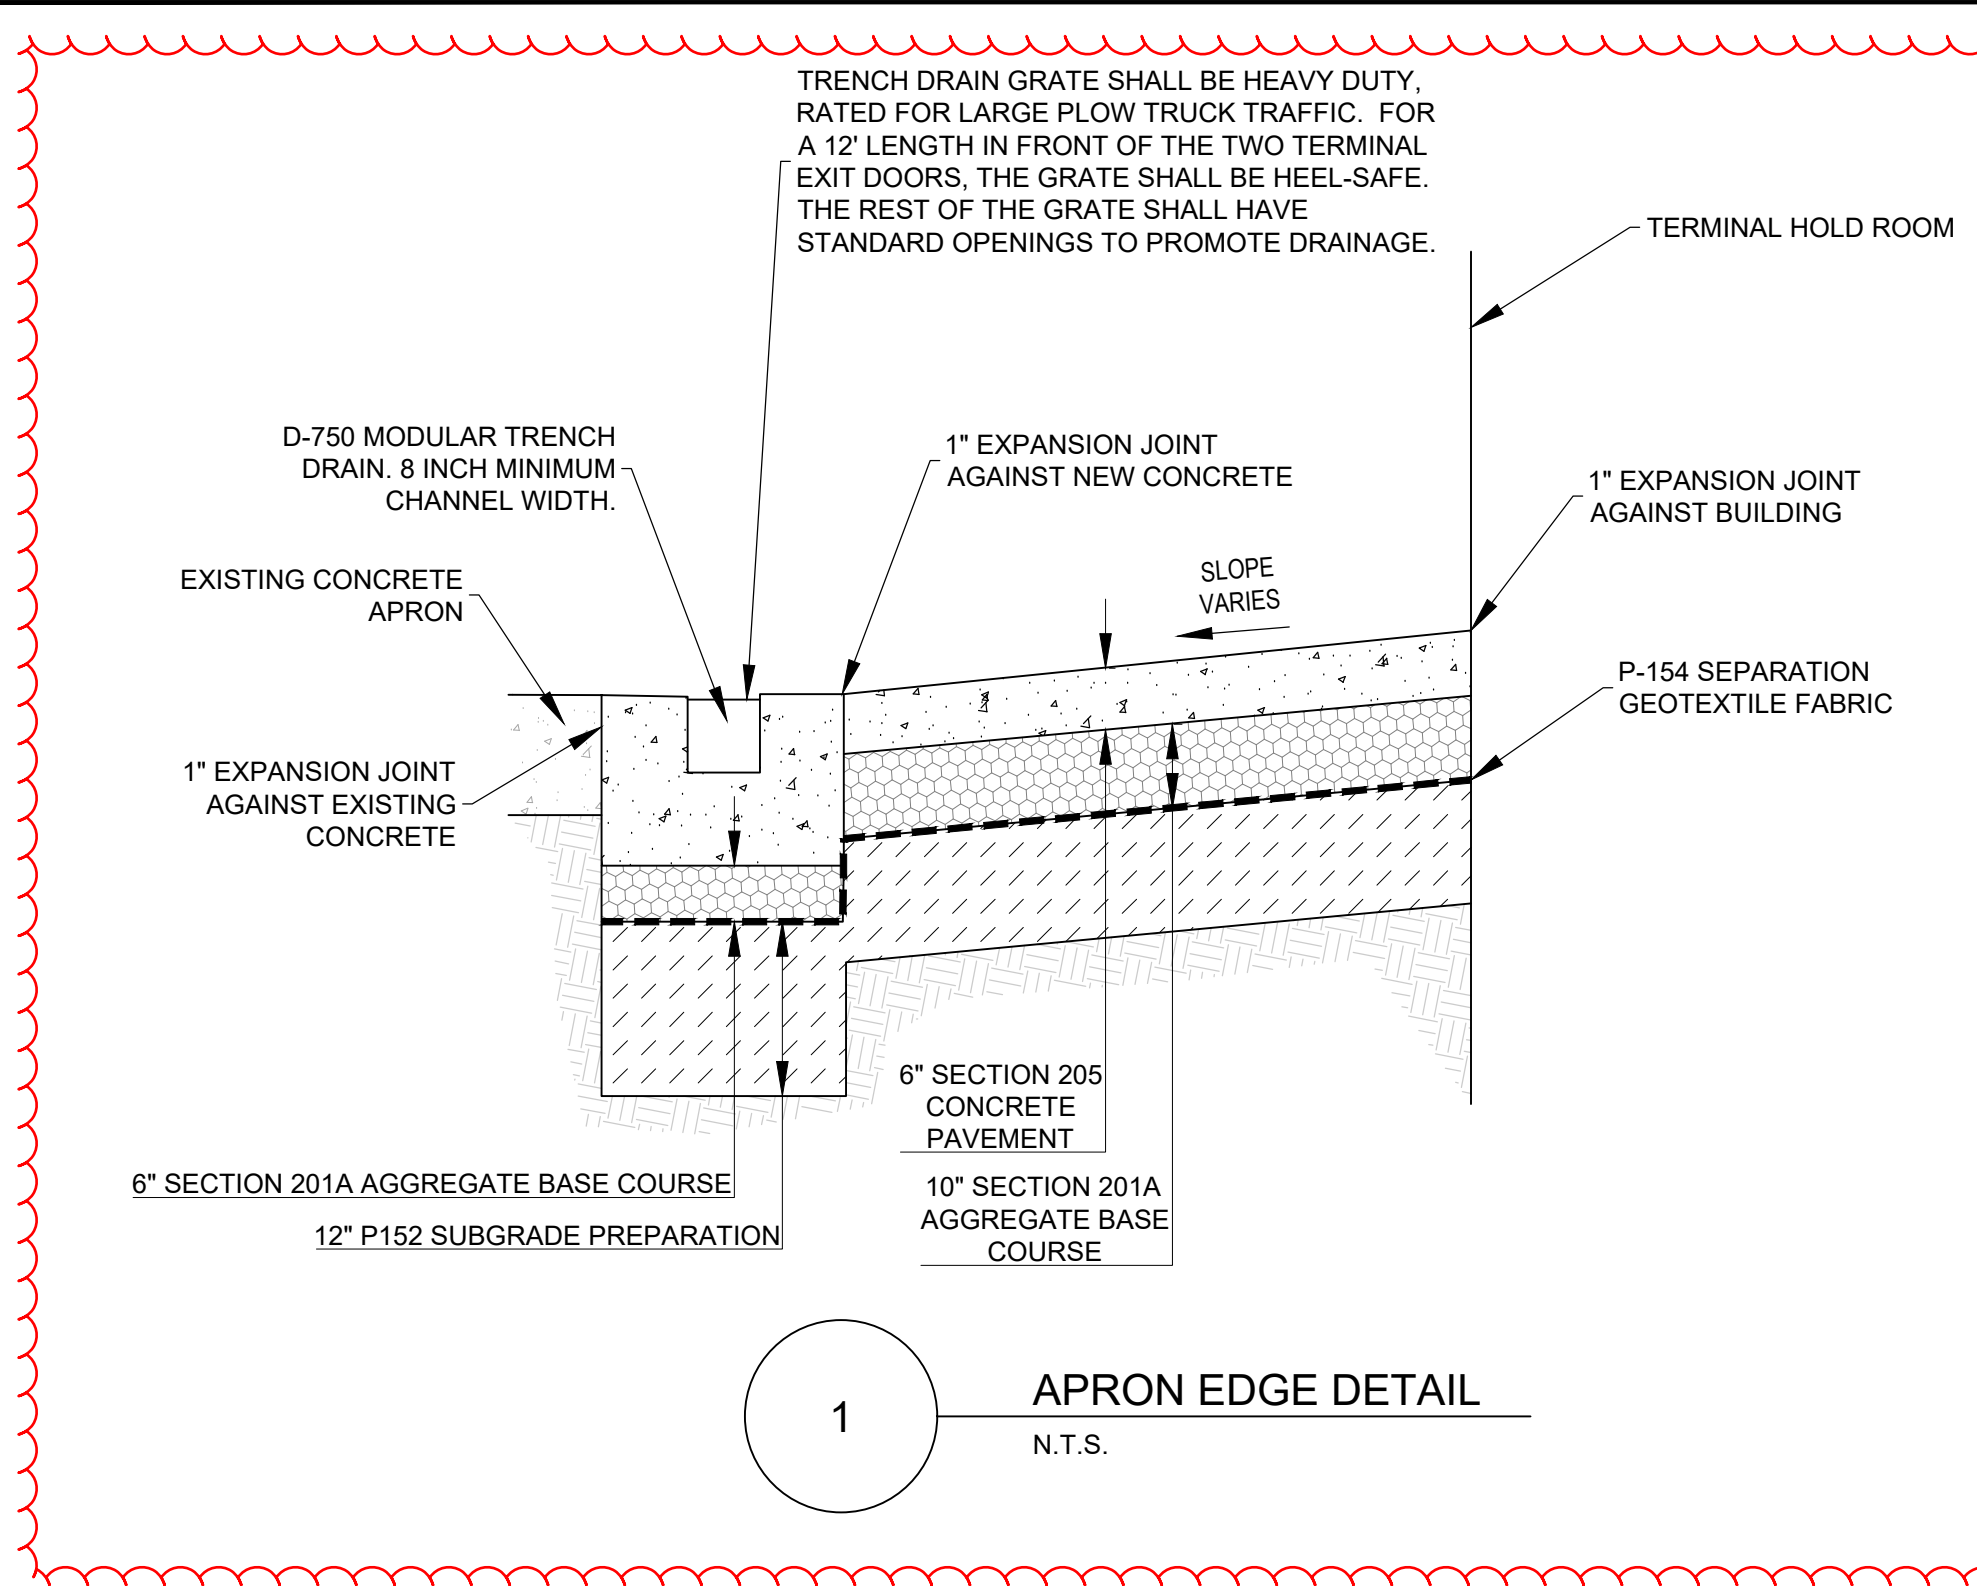 TRENCH DRAIN GRATE SHALL BE HEAVY DUTY,
RATED FOR LARGE PLOW TRUCK TRAFFIC.  FOR
A 12' LENGTH IN FRONT OF THE TWO TERMINAL
EXIT DOORS, THE GRATE SHALL BE HEEL-SAFE.
THE REST OF THE GRATE SHALL HAVE
STANDARD OPENINGS TO PROMOTE DRAINAGE.
TERMINAL HOLD ROOM
D-750 MODULAR TRENCH
DRAIN. 8 INCH MINIMUM
CHANNEL WIDTH.
1" EXPANSION JOINT
AGAINST NEW CONCRETE
1" EXPANSION JOINT
AGAINST BUILDING
EXISTING CONCRETE
APRON
SLOPE
VARIES
P-154 SEPARATION
GEOTEXTILE FABRIC
1" EXPANSION JOINT
AGAINST EXISTING
CONCRETE
6" SECTION 205
CONCRETE
PAVEMENT
6" SECTION 201A AGGREGATE BASE COURSE
10" SECTION 201A
AGGREGATE BASE
COURSE
12" P152 SUBGRADE PREPARATION
1
APRON EDGE DETAIL
N.T.S.